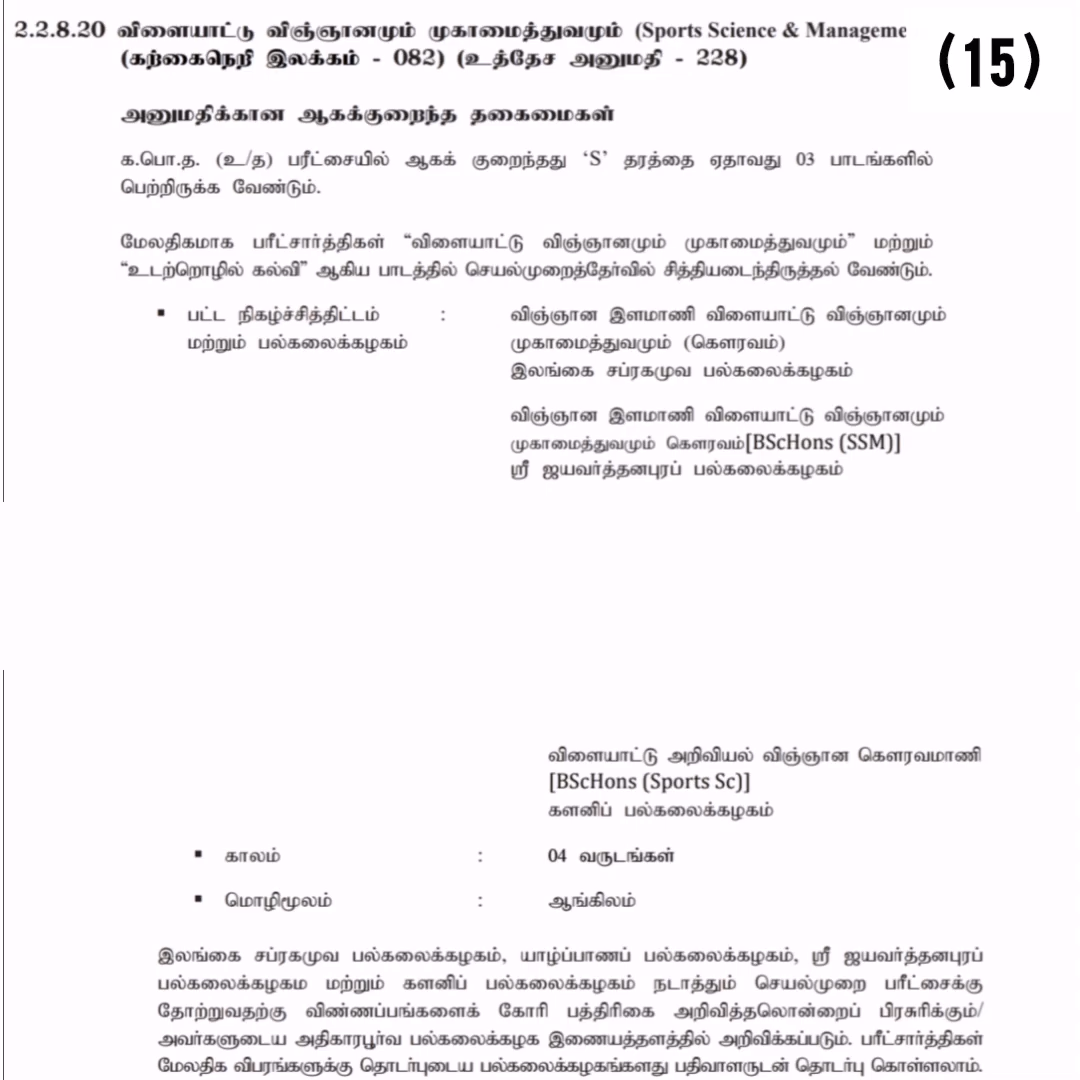 2.2.8.20 விளையாட்டு விஞ்ஞானமும் முகாமைத்துவமும் (Sports Science & Manageme
(15)
(கற்கைநெறி இலக்கம் - 082) (உத்தேச அனுமதி - 228)
அனுமதிக்கான ஆகக்குறைந்த தகைமைகள்
க.பொ.த. (உ/த) பரீட்சையில் ஆகக் குறைந்தது ‘S’ தரத்தை ஏதாவது 03 பாடங்களில்
பெற்றிருக்க வேண்டும்.
மேலதிகமாக பரீட்சார்த்திகள் “விளையாட்டு விஞ்ஞானமும் முகாமைத்துவமும்” மற்றும்
“உடற்றொழில் கல்வி” ஆகிய பாடத்தில் செயல்முறைத்தேர்வில் சித்தியடைந்திருத்தல் வேண்டும்.
▪ பட்ட நிகழ்ச்சித்திட்டம் : விஞ்ஞான இளமாணி விளையாட்டு விஞ்ஞானமும்
மற்றும் பல்கலைக்கழகம் முகாமைத்துவமும் (கௌரவம்)
இலங்கை சப்ரகமுவ பல்கலைக்கழகம்
விஞ்ஞான இளமாணி விளையாட்டு விஞ்ஞானமும்
முகாமைத்துவமும் கௌரவம்[BScHons (SSM)]
ஸ்ரீ ஜயவர்த்தனபுரப் பல்கலைக்கழகம்
விளையாட்டு அறிவியல் விஞ்ஞான கௌரவமாணி
[BScHons (Sports Sc)]
களனிப் பல்கலைக்கழகம்
▪ காலம் : 04 வருடங்கள்
▪ மொழிமூலம் : ஆங்கிலம்
இலங்கை சப்ரகமுவ பல்கலைக்கழகம், யாழ்ப்பாணப் பல்கலைக்கழகம், ஸ்ரீ ஜயவர்த்தனபுரப்
பல்கலைக்கழகம மற்றும் களனிப் பல்கலைக்கழகம் நடாத்தும் செயல்முறை பரீட்சைக்கு
தோற்றுவதற்கு விண்ணப்பங்களைக் கோரி பத்திரிகை அறிவித்தலொன்றைப் பிரசுரிக்கும்/
அவர்களுடைய அதிகாரபூர்வ பல்கலைக்கழக இணையத்தளத்தில் அறிவிக்கப்படும். பரீட்சார்த்திகள்
மேலதிக விபரங்களுக்கு தொடர்புடைய பல்கலைக்கழகங்களது பதிவாளருடன் தொடர்பு கொள்ளலாம்.